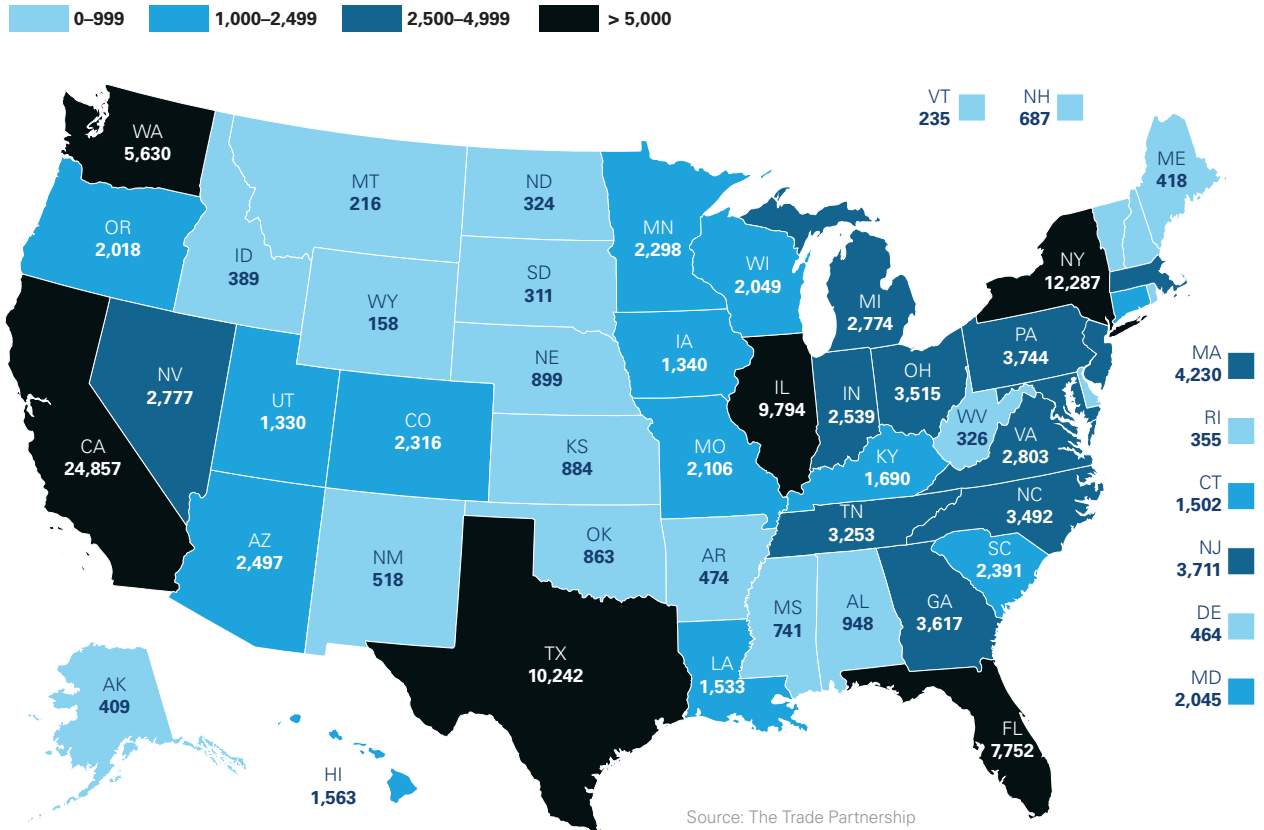 0–999 1,000–2,499 2,500–4,999 > 5,000
VT
235
NH
687
WA
5,630
ME
418
MT
216
ND
324
OR
2,018
MN
2,298
ID
389
WI
2,049
NY
12,287
SD
311
WY
158
MI
2,774
PA
3,744
IA
1,340
MA
4,230
NE
899
NV
2,777
OH
3,515
IL
9,794
IN
2,539
UT
1,330
CO
2,316
WV
326
RI
355
VA
2,803
CA
24,857
KS
884
MO
2,106
KY
1,690
CT
1,502
NC
3,492
TN
3,253
AZ
2,497
OK
863
NM
518
AR
474
SC
2,391
NJ
3,711
MS
741
AL
948
GA
3,617
DE
464
TX
10,242
LA
1,533
MD
2,045
AK
409
FL
7,752
HI
1,563
Source: The Trade Partnership